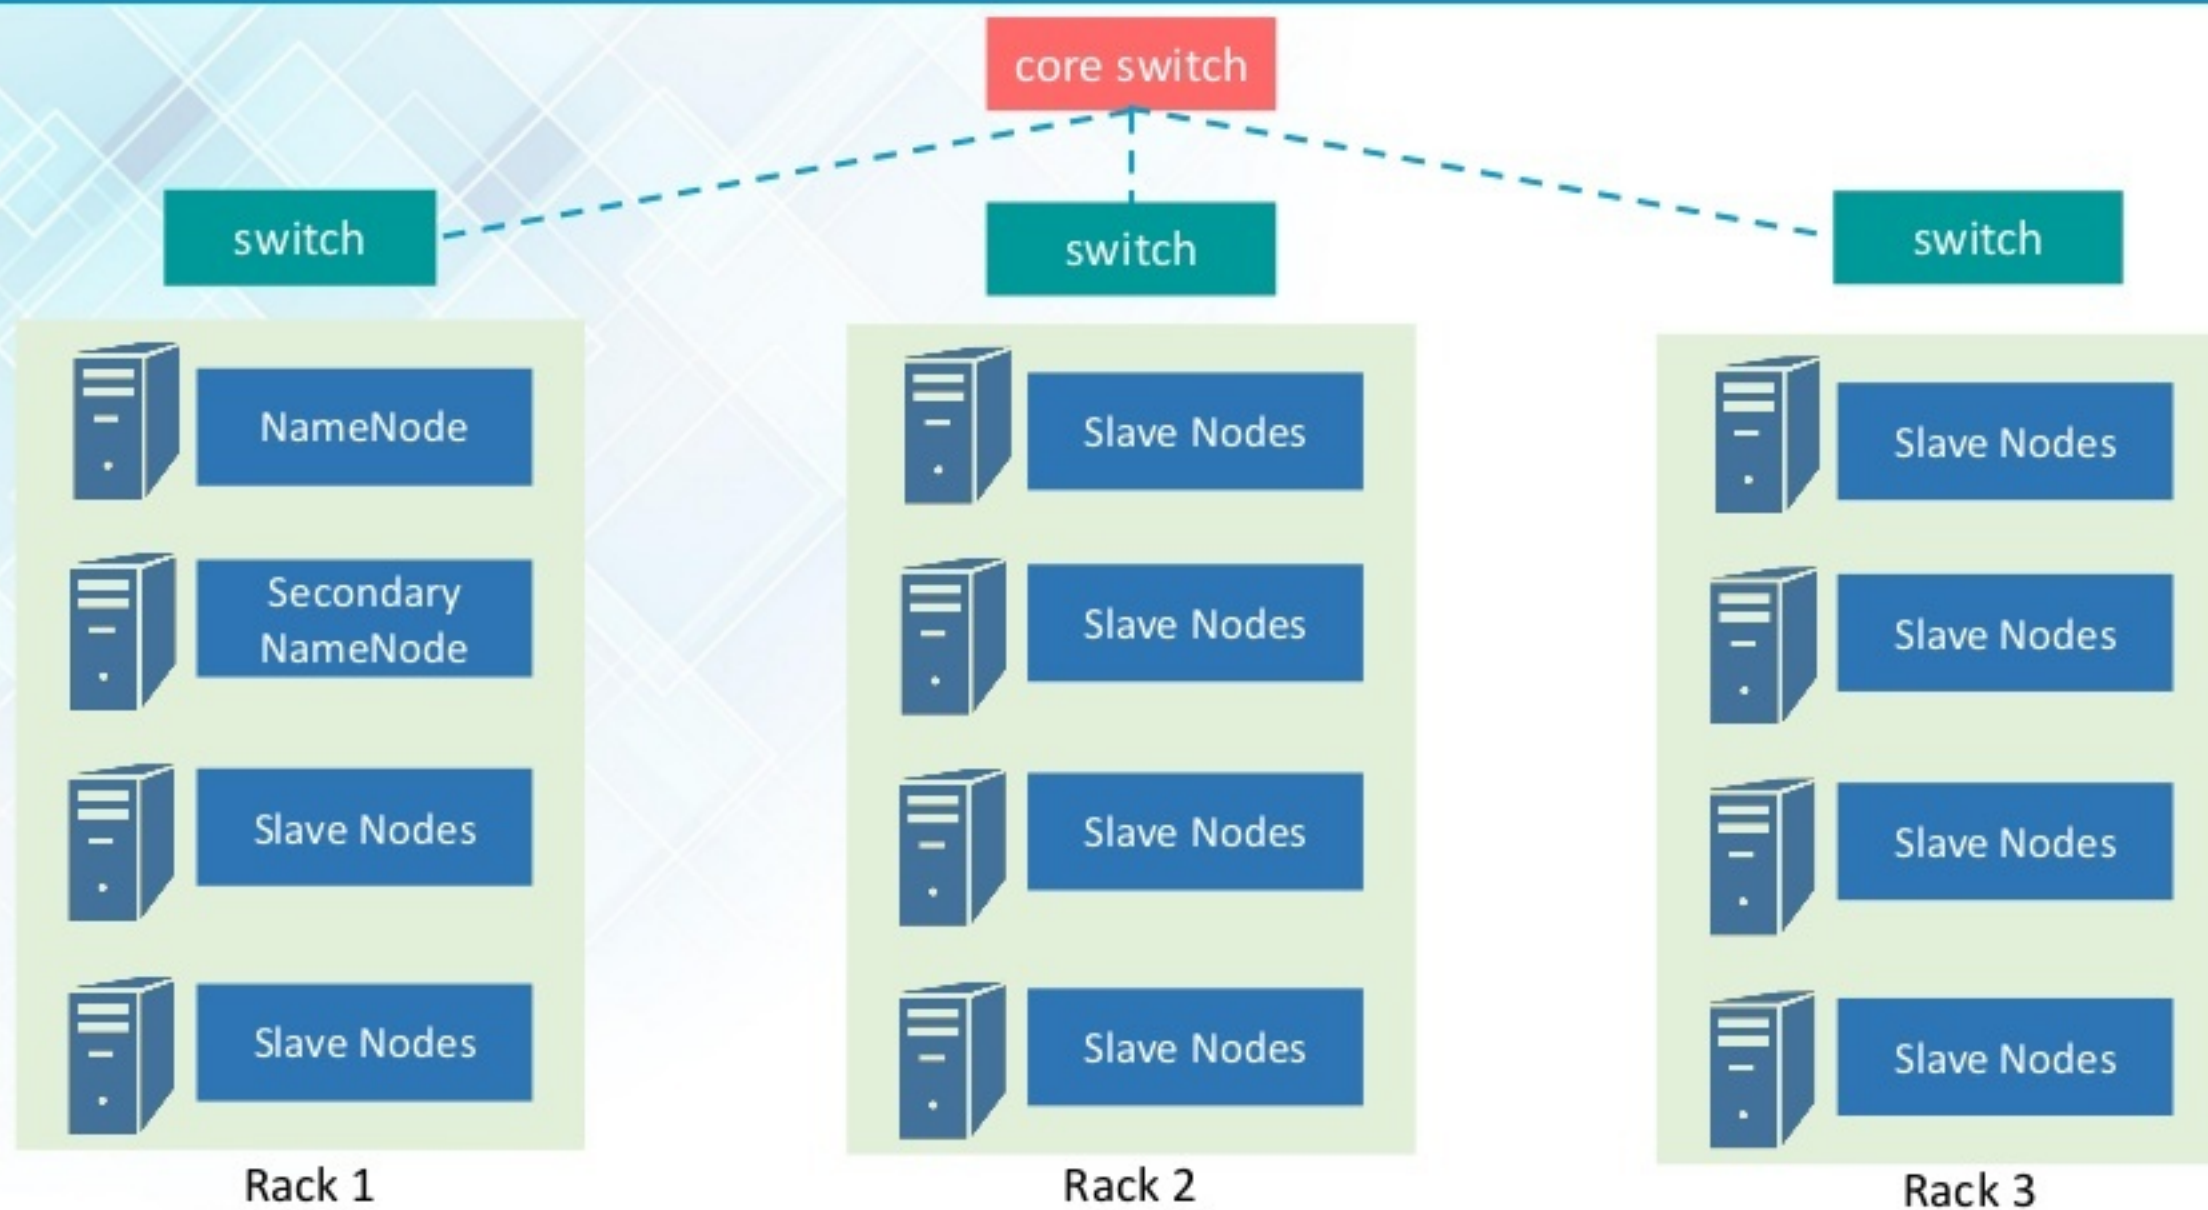 core switch
switch
switch
switch
NameNode
Secondary
NameNode
Slave Nodes
Slave Nodes
Rack 1
Slave Nodes
Slave Nodes
Slave Nodes
Slave Nodes
Rack 2
Slave Nodes
Slave Nodes
Slave Nodes
Slave Nodes
Rack 3